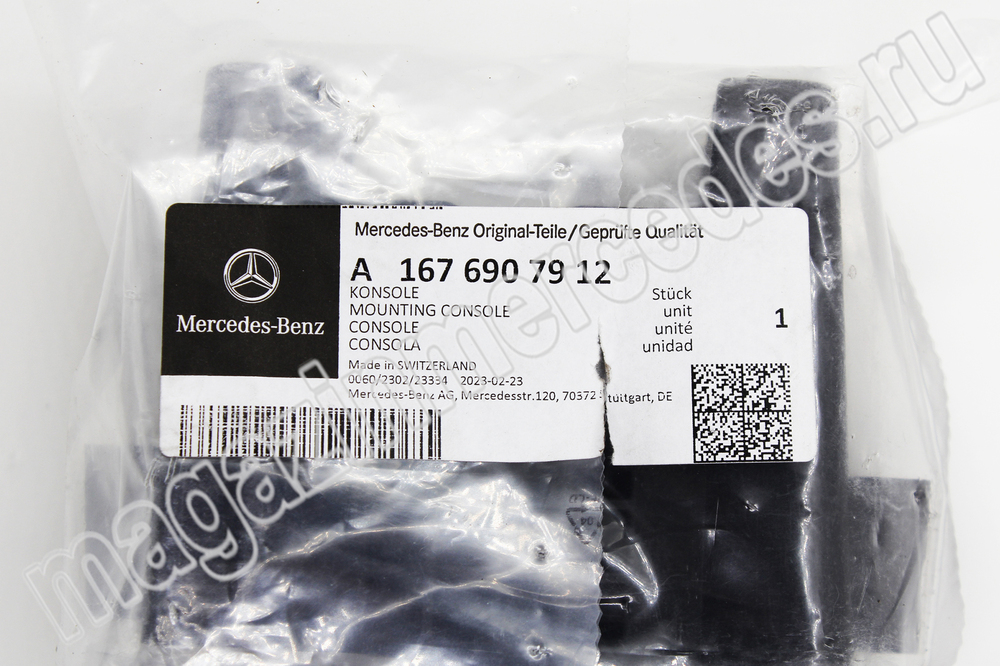 Mercedes-Benz Original-Teile/Geprüfte Qualität
A 167 690 79 12
KONSOLE
MOUNTING CONSOLE
CONSOLE
CONSOLA
Stück
unit
unité
unidad
1
Made in SWITZERLAND
0060/2302/23334 2023-02-23
Mercedes-Benz AG, Mercedesstr.120, 70372 Stuttgart, DE
Mercedes-Benz
magazinmercedes.ru